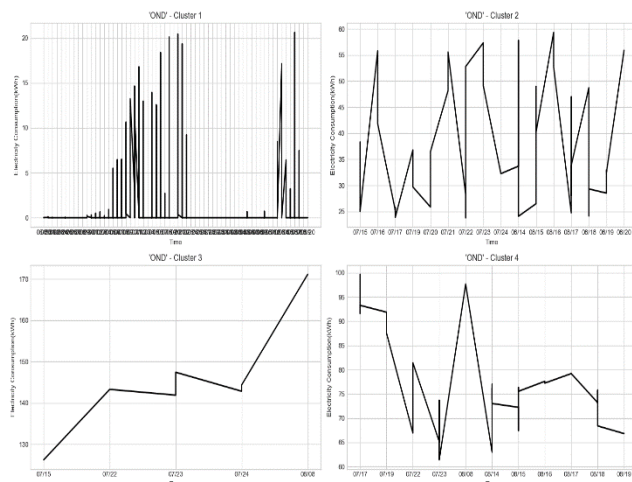 'OND' - Cluster 1
Electricity Consumption(kWh)
20
15
10
5
0
Time
'OND' - Cluster 2
Electricity Consumption(kWh)
60
55
50
45
40
35
30
25
07/15 07/16 07/17 07/19 07/20 07/21 07/22 07/23 07/24 08/14 08/15 08/16 08/17 08/18 08/19 08/20
Time
'OND' - Cluster 3
Electricity Consumption(kWh)
170
160
150
140
130
07/15 07/22 07/23 07/24 08/08
'OND' - Cluster 4
Electricity Consumption(kWh)
100
95
90
85
80
75
70
65
60
07/17 07/19 07/22 07/23 08/08 08/14 08/15 08/16 08/17 08/18 08/19